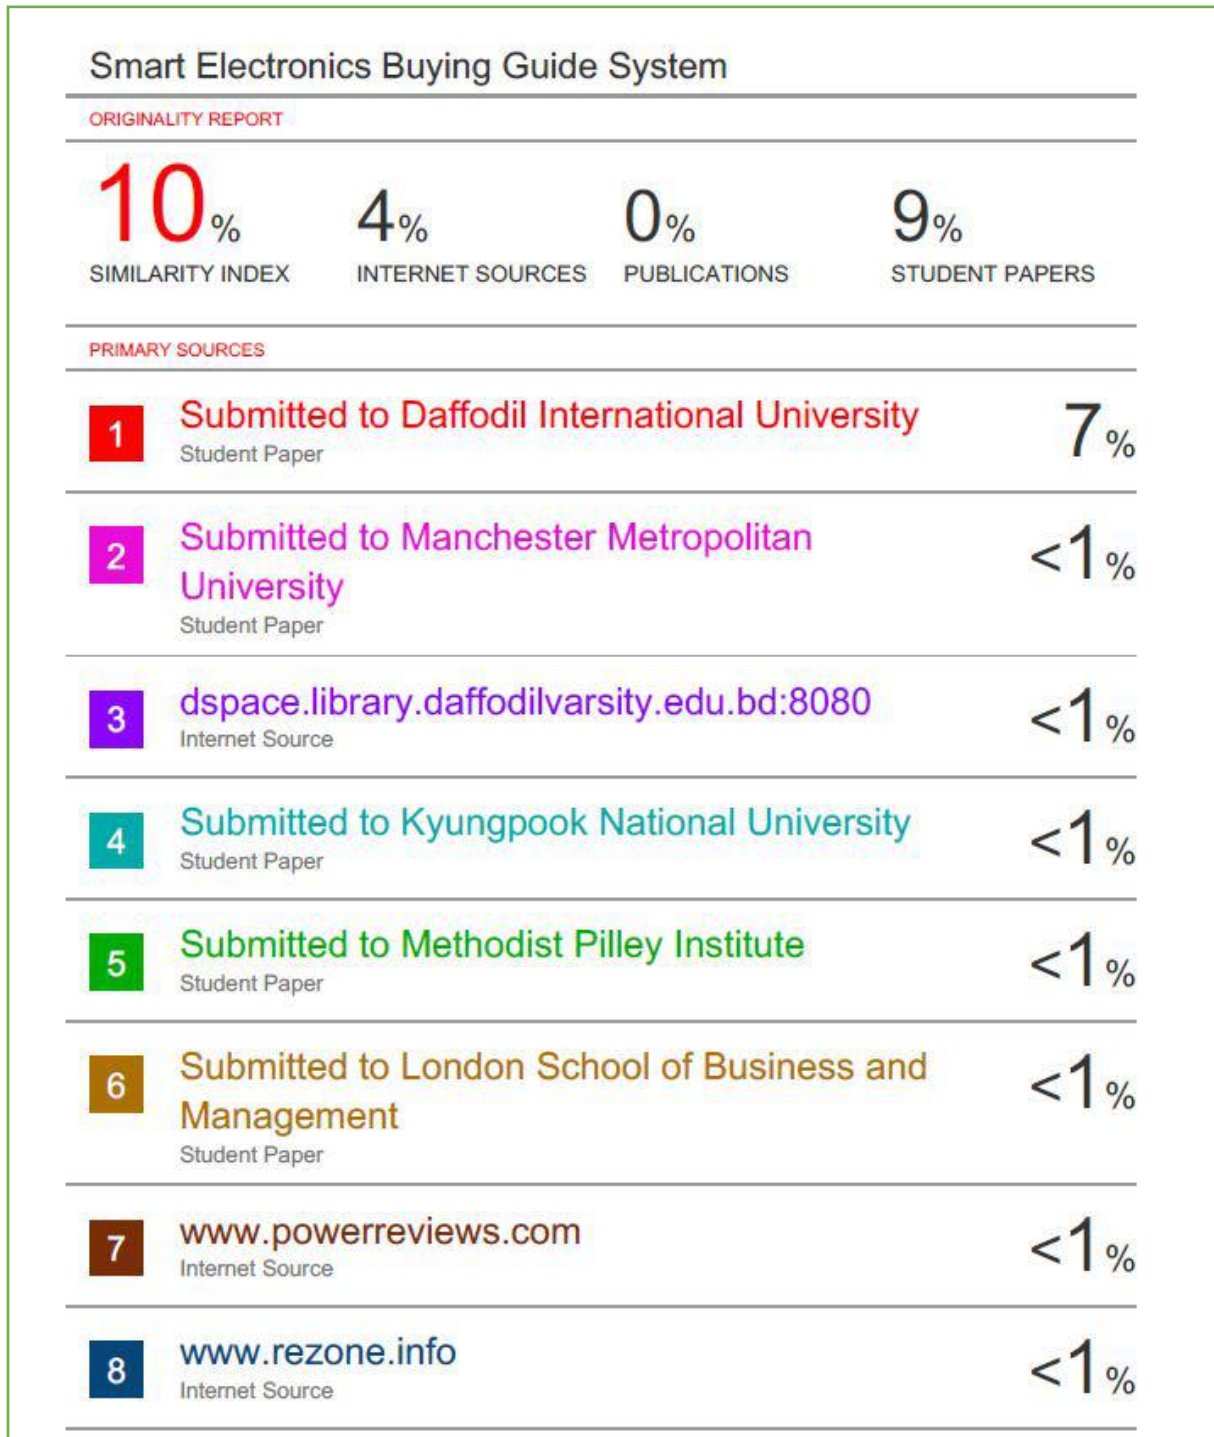 Smart Electronics Buying Guide System
ORIGINALITY REPORT
10% 4% 0% 9%
SIMILARITY INDEX INTERNET SOURCES PUBLICATIONS STUDENT PAPERS
PRIMARY SOURCES
1 Submitted to Daffodil International University 7%
Student Paper
2 Submitted to Manchester Metropolitan <1%
University
Student Paper
3 dspace.library.daffodilvarsity.edu.bd:8080 <1%
Internet Source
4 Submitted to Kyungpook National University <1%
Student Paper
5 Submitted to Methodist Pilley Institute <1%
Student Paper
6 Submitted to London School of Business and <1%
Management
Student Paper
7 www.powerreviews.com <1%
Internet Source
8 www.rezone.info <1%
Internet Source